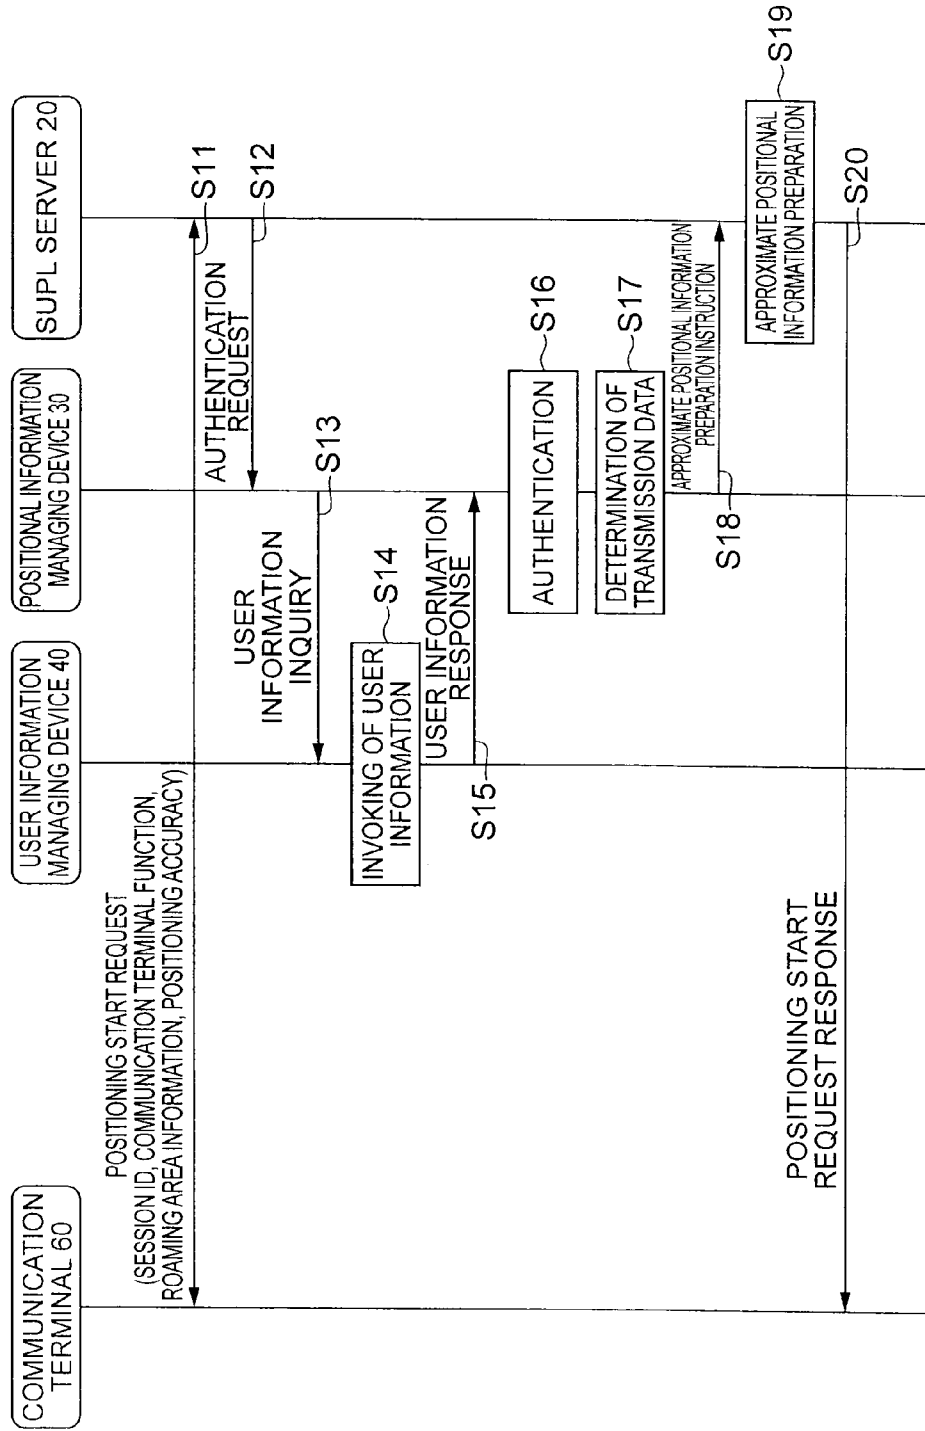 COMMUNICATION
TERMINAL 60
USER INFORMATION
MANAGING DEVICE 40
POSITIONAL INFORMATION
MANAGING DEVICE 30
SUPL SERVER 20
POSITIONING START REQUEST
(SESSION ID, COMMUNICATION TERMINAL FUNCTION,
ROAMING AREA INFORMATION, POSITIONING ACCURACY)
S11
AUTHENTICATION
REQUEST
S12
USER
INFORMATION
INQUIRY
S13
INVOKING OF USER
INFORMATION
S14
USER INFORMATION
RESPONSE
S15
AUTHENTICATION
S16
DETERMINATION OF
TRANSMISSION DATA
S17
APPROXIMATE POSITIONAL INFORMATION
PREPARATION INSTRUCTION
S18
APPROXIMATE POSITIONAL
INFORMATION PREPARATION
S19
POSITIONING START
REQUEST RESPONSE
S20